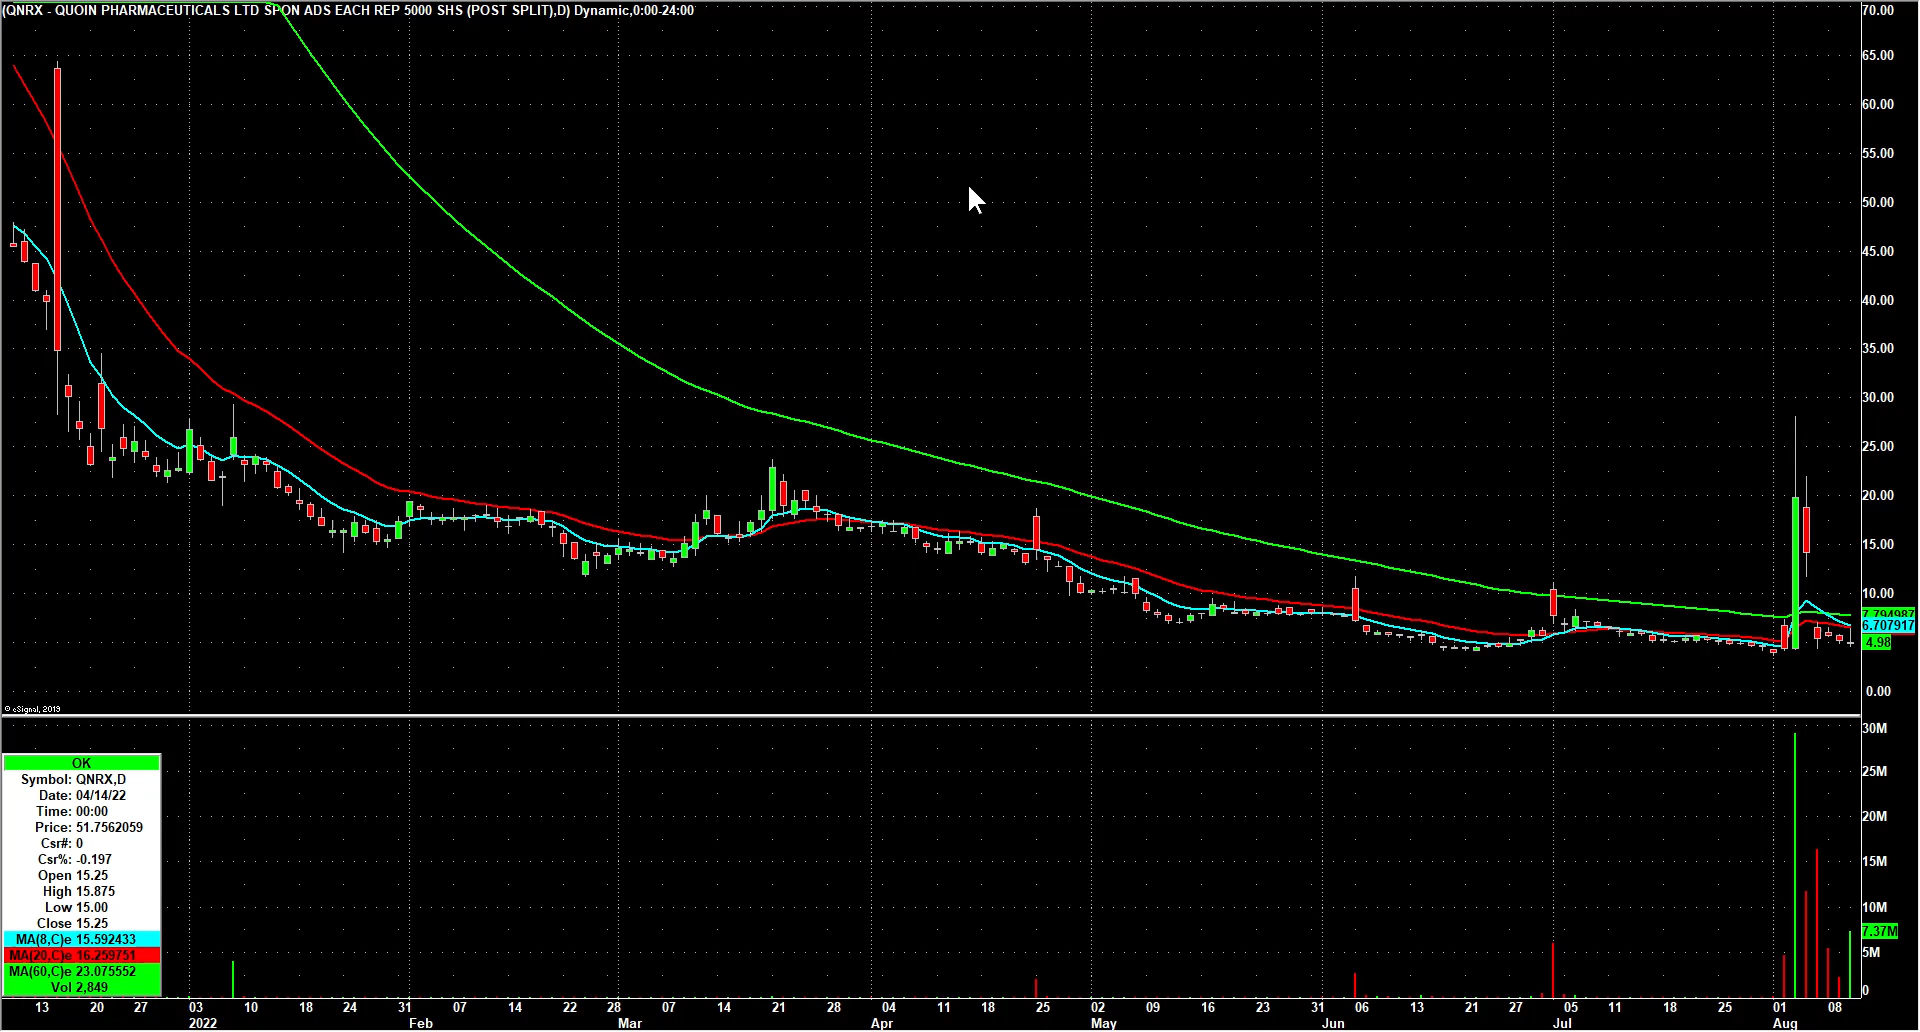 (QNRX - QUOIN PHARMACEUTICALS LTD SPON ADS EACH REP 5000 SHS (POST SPLIT),D) Dynamic,0:00-24:00
70.00
65.00
60.00
55.00
50.00
45.00
40.00
35.00
30.00
25.00
20.00
15.00
10.00
7.794987
6.707917
4.98
0.00
© eSignal, 2019
30M
25M
20M
15M
10M
7.37M
5M
0
OK
Symbol: QNRX,D
Date: 04/14/22
Time: 00:00
Price: 51.7562059
Csr#: 0
Csr%: -0.197
Open 15.25
High 15.875
Low 15.00
Close 15.25
MA(8,C)e 15.592433
MA(20,C)e 16.259751
MA(60,C)e 23.075552
Vol 2,849
13 20 27 03 10 18 24 31 07 14 22 28 07 14 21 28 04 11 18 25 02 09 16 23 31 06 13 21 27 05 11 18 25 01 08
2022 Feb Mar Apr May Jun Jul Aug